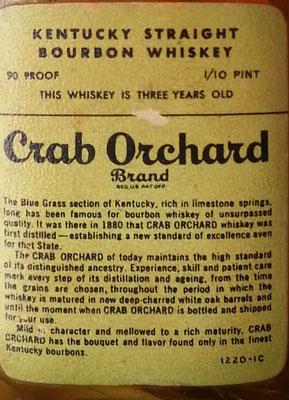 KENTUCKY STRAIGHT
BOURBON WHISKEY
90 PROOF 1/10 PINT
THIS WHISKEY IS THREE YEARS OLD
Crab Orchard
Brand
REG. U.S. PAT. OFF.
The Blue Grass section of Kentucky, rich in limestone springs,
long has been famous for bourbon whiskey of unsurpassed
quality. It was there in 1880 that CRAB ORCHARD whiskey was
first distilled—establishing a new standard of excellence even
for that State.
The CRAB ORCHARD of today maintains the high standard
of its distinguished ancestry. Experience, skill and patient care
mark every step of its distillation and ageing, from the time
the grains are chosen, throughout the period in which the
whiskey is matured in new deep-charred white oak barrels and
until the moment when CRAB ORCHARD is bottled and shipped
for your use.
Mild in character and mellowed to a rich maturity, CRAB
ORCHARD has the bouquet and flavor found only in the finest
Kentucky bourbons.
1220-1C